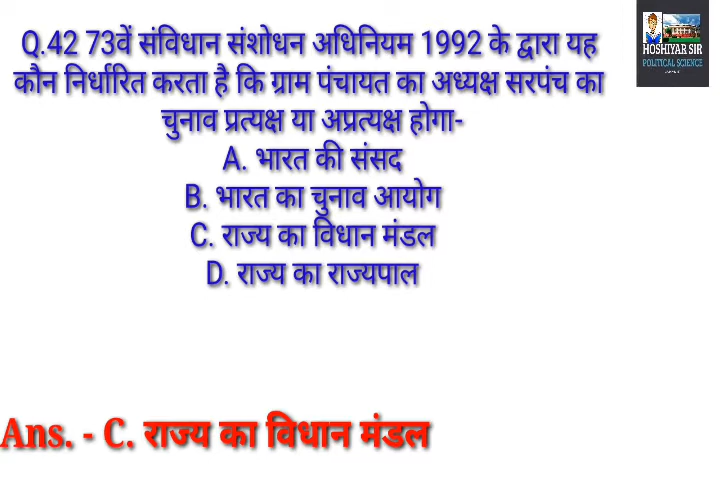 Q.42 73वें संविधान संशोधन अधिनियम 1992 के द्वारा यह
कौन निर्धारित करता है कि ग्राम पंचायत का अध्यक्ष सरपंच का
चुनाव प्रत्यक्ष या अप्रत्यक्ष होगा-
A. भारत की संसद
B. भारत का चुनाव आयोग
C. राज्य का विधान मंडल
D. राज्य का राज्यपाल
Ans. - C. राज्य का विधान मंडल
HOSHIYAR SIR
POLITICAL SCIENCE